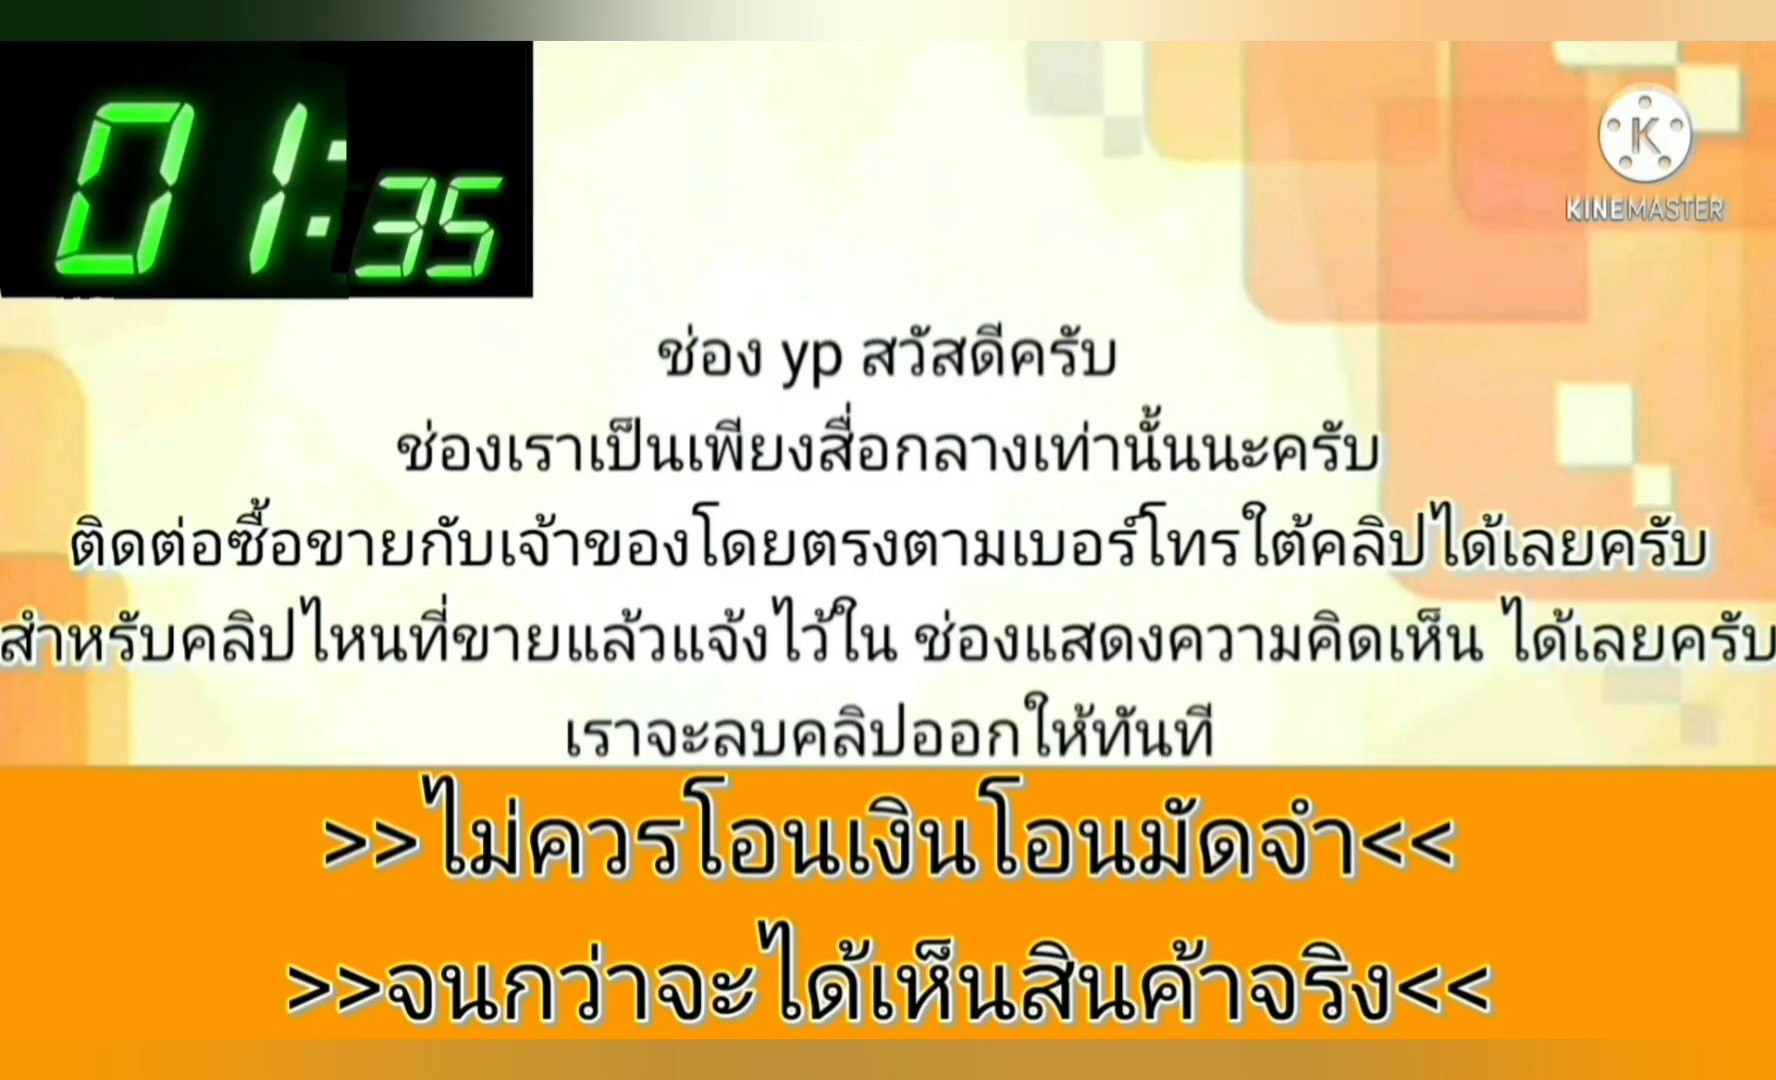 01:35
KINEMASTER
ช่อง yp สวัสดีครับ
ช่องเราเป็นเพียงสื่อกลางเท่านั้นนะครับ
ติดต่อซื้อขายกับเจ้าของโดยตรงตามเบอร์โทรใต้คลิปได้เลยครับ
สำหรับคลิปไหนที่ขายแล้วแจ้งไว้ใน ช่องแสดงความคิดเห็น ได้เลยครับ
เราจะลบคลิปออกให้ทันที
>>ไม่ควรโอนเงินโอนมัดจำ<<
>>จนกว่าจะได้เห็นสินค้าจริง<<